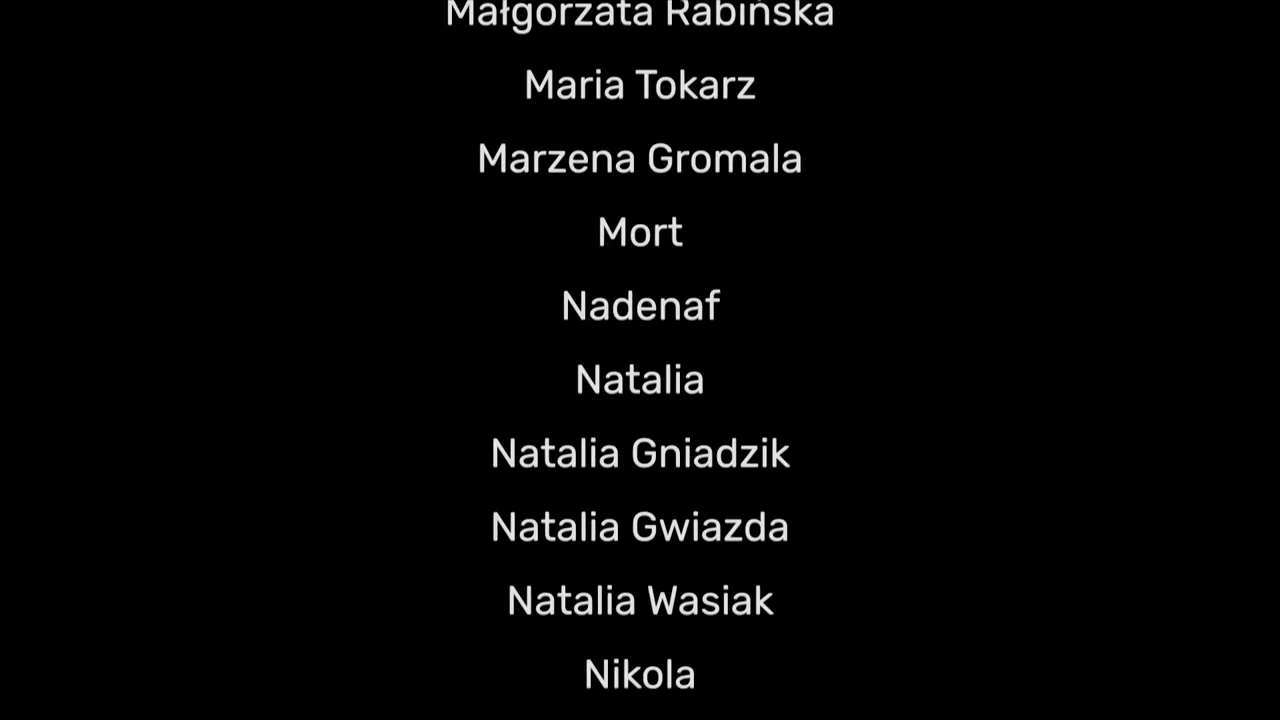 Małgorzata Rabińska
Maria Tokarz
Marzena Gromala
Mort
Nadenaf
Natalia
Natalia Gniadzik
Natalia Gwiazda
Natalia Wasiak
Nikola